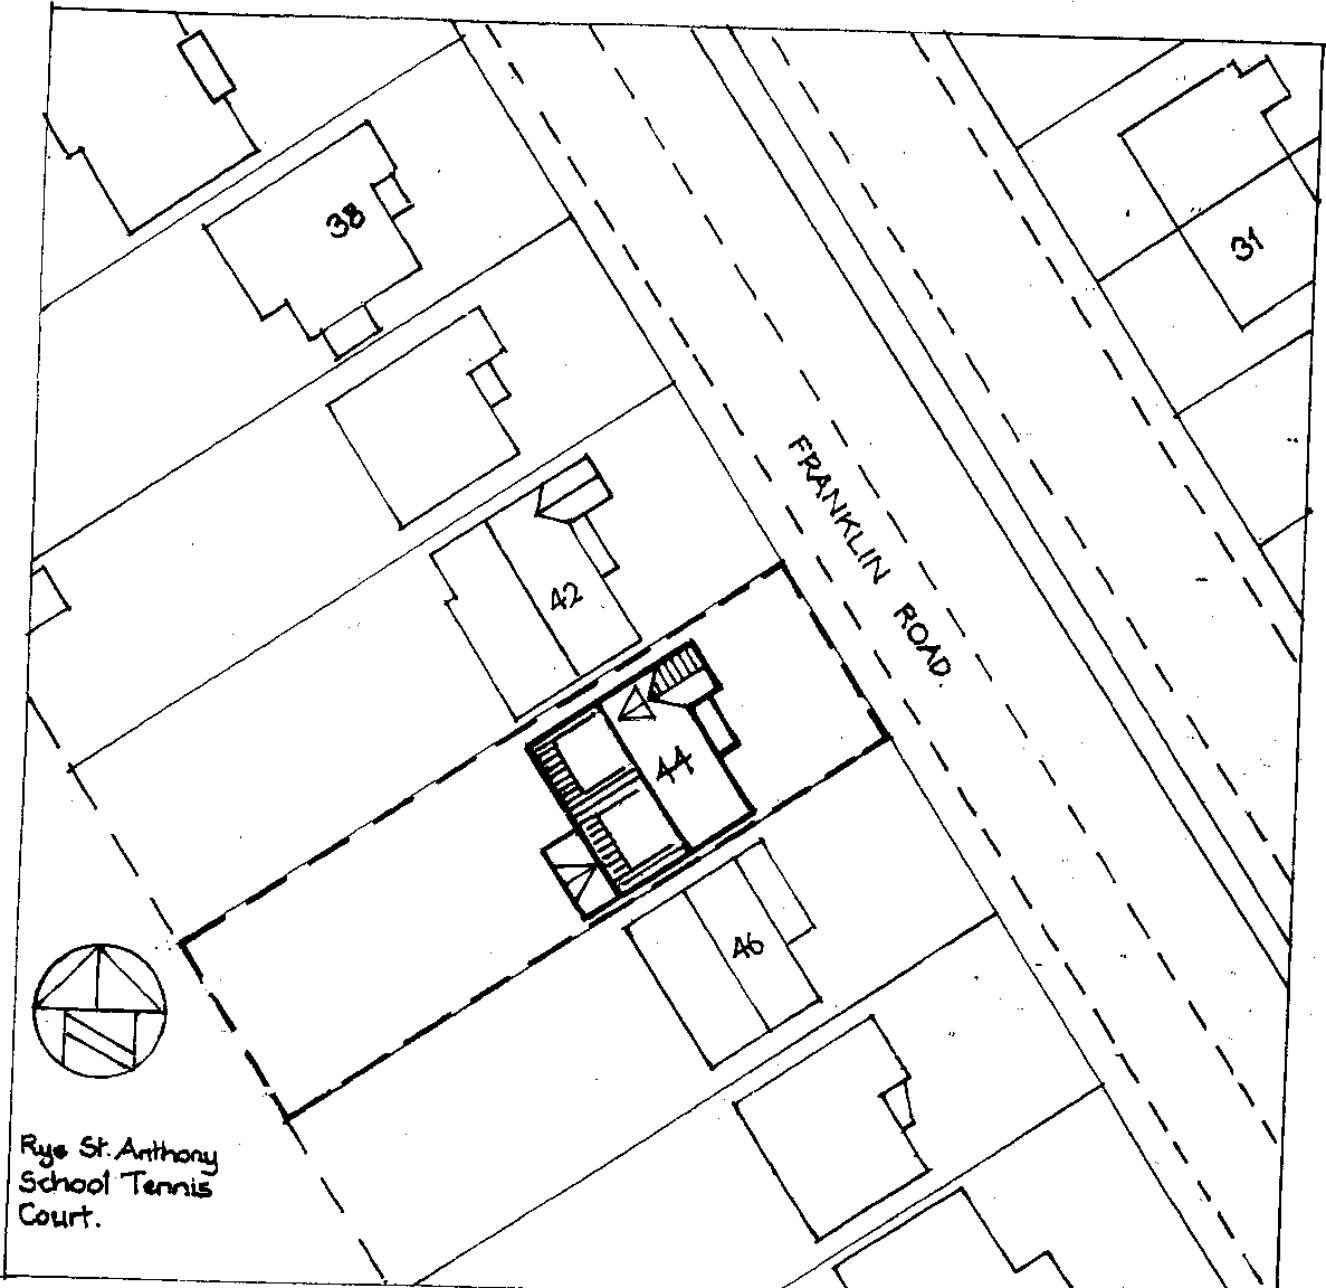 38
31
FRANKLIN ROAD.
42
44
46
Rye St. Anthony
School Tennis
Court.